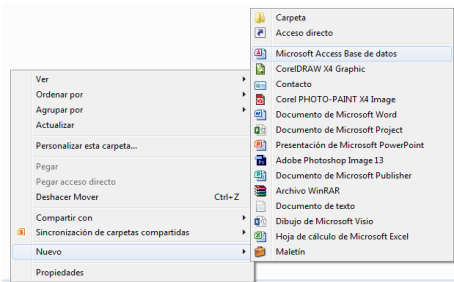 Ver
Ordenar por
Agrupar por
Actualizar
Personalizar esta carpeta...
Pegar
Pegar acceso directo
Deshacer Mover Ctrl+Z
Compartir con
Sincronización de carpetas compartidas
Nuevo
Propiedades
Carpeta
Acceso directo
Microsoft Access Base de datos
CorelDRAW X4 Graphic
Contacto
Corel PHOTO-PAINT X4 Image
Documento de Microsoft Word
Documento de Microsoft Project
Presentación de Microsoft PowerPoint
Adobe Photoshop Image 13
Documento de Microsoft Publisher
Archivo WinRAR
Documento de texto
Dibujo de Microsoft Visio
Hoja de cálculo de Microsoft Excel
Maletín